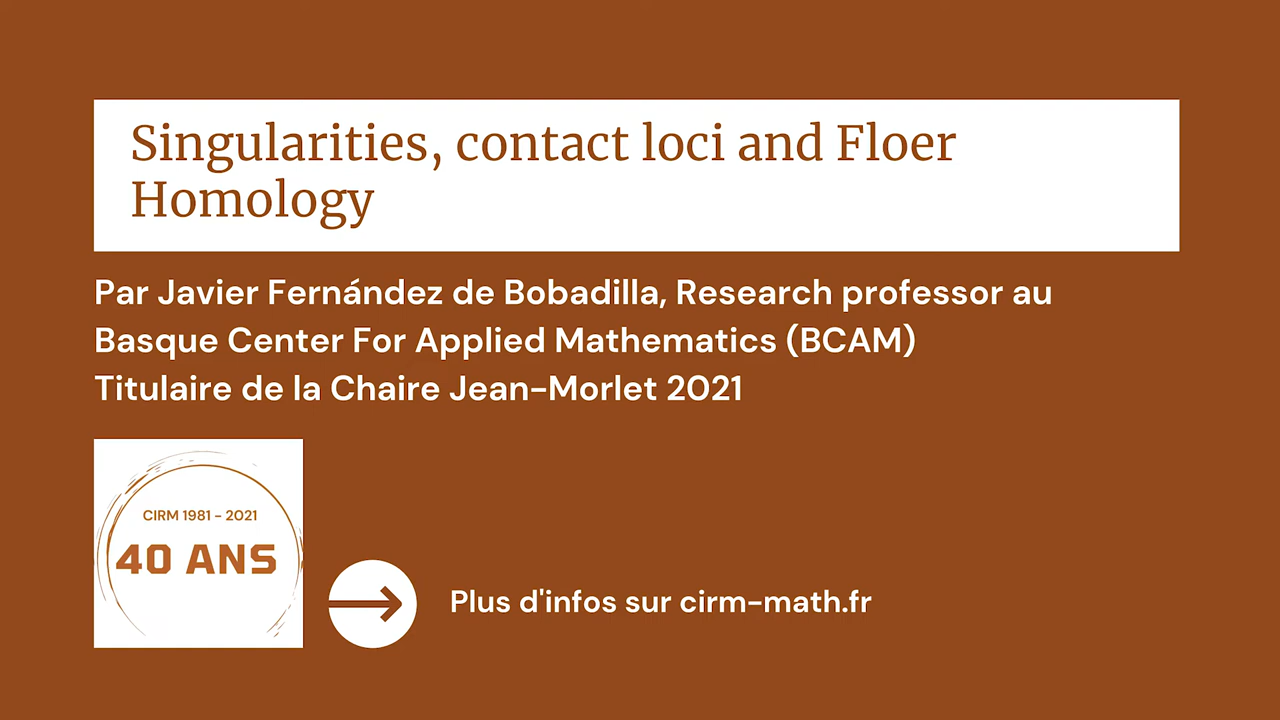 Singularities, contact loci and Floer
Homology
Par Javier Fernández de Bobadilla, Research professor au
Basque Center For Applied Mathematics (BCAM)
Titulaire de la Chaire Jean-Morlet 2021
CIRM 1981 - 2021
40 ANS
Plus d'infos sur cirm-math.fr